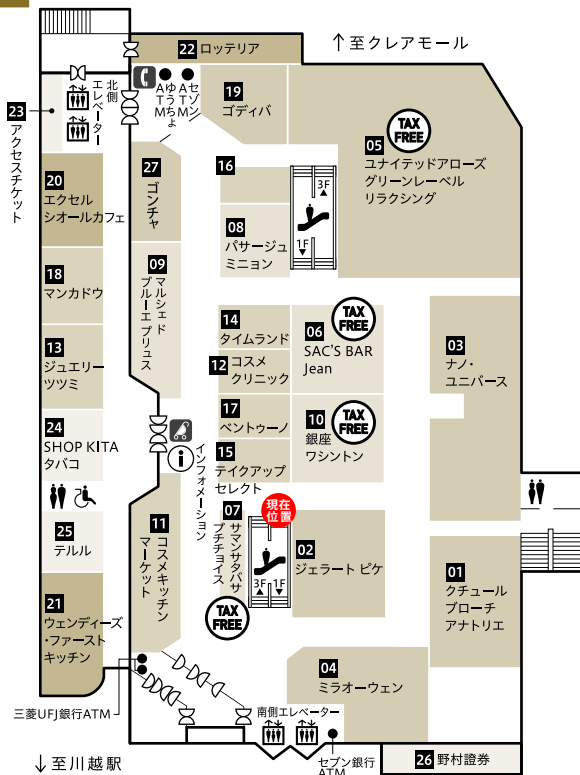 22 ロッテリア
↑至クレアモール
北側
エレベーター
ゆうちょ
ATM
セゾン
ATM
19
ゴディバ
TAX
FREE
05
ユナイテッドアローズ
グリーンレーベル
リラクシング
23
アクセスチケット
20
エクセル
シオールカフェ
27
ゴンチャ
16
3F
1F
08
パサージュ
ミニョン
18
マンカドウ
09
マルシェド
ブルーエプリュス
14
タイムランド
06
TAX
FREE
SAC'S BAR
Jean
03
ナノ・
ユニバース
13
ジュエリー
ツツミ
12 コスメ
クリニック
24
SHOP KITA
タバコ
17
ベントゥーノ
10
TAX
FREE
銀座
ワシントン
i
インフォメーション
15
テイクアップ
セレクト
現在
位置
25
テルル
11
コスメキッチン
マーケット
07
サマンサタバサ
プチチョイス
TAX
FREE
3F 1F
02
ジェラート ピケ
01
クチュール
ブローチ
アナトリエ
21
ウェンディーズ
・ファースト
キッチン
04
ミラオーウェン
三菱UFJ銀行ATM
南側エレベーター
セブン銀行
ATM
↓至川越駅
26 野村證券